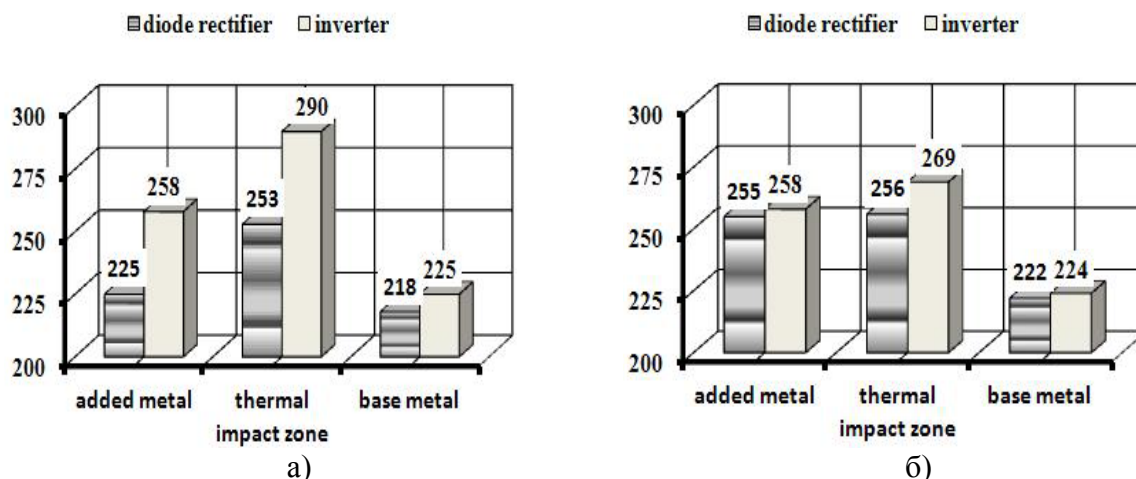 diode rectifier inverter
300
275
250
225
200
225 258 253 290 218 225
added metal thermal base metal
impact zone
а)
diode rectifier inverter
300
275
250
225
200
255 258 256 269 222 224
added metal thermal base metal
impact zone
б)